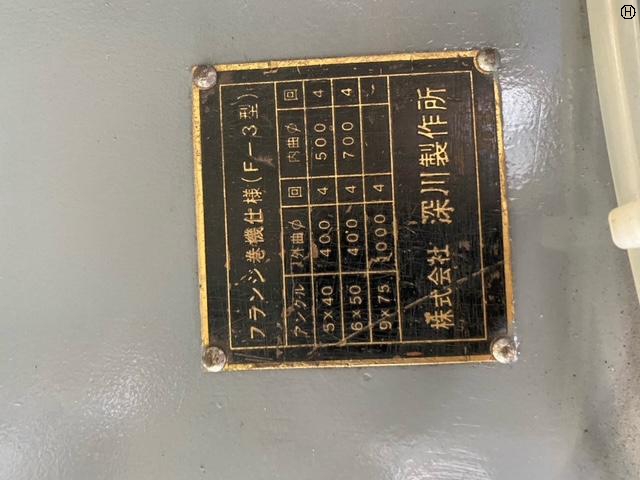 フランジ巻機仕様(F-3型)
アングル 外曲φ 回 内曲φ 回
5×40 400 4 500 4
6×50 400 4 700 4
9×75 1000 4
株式会社 深川製作所
H